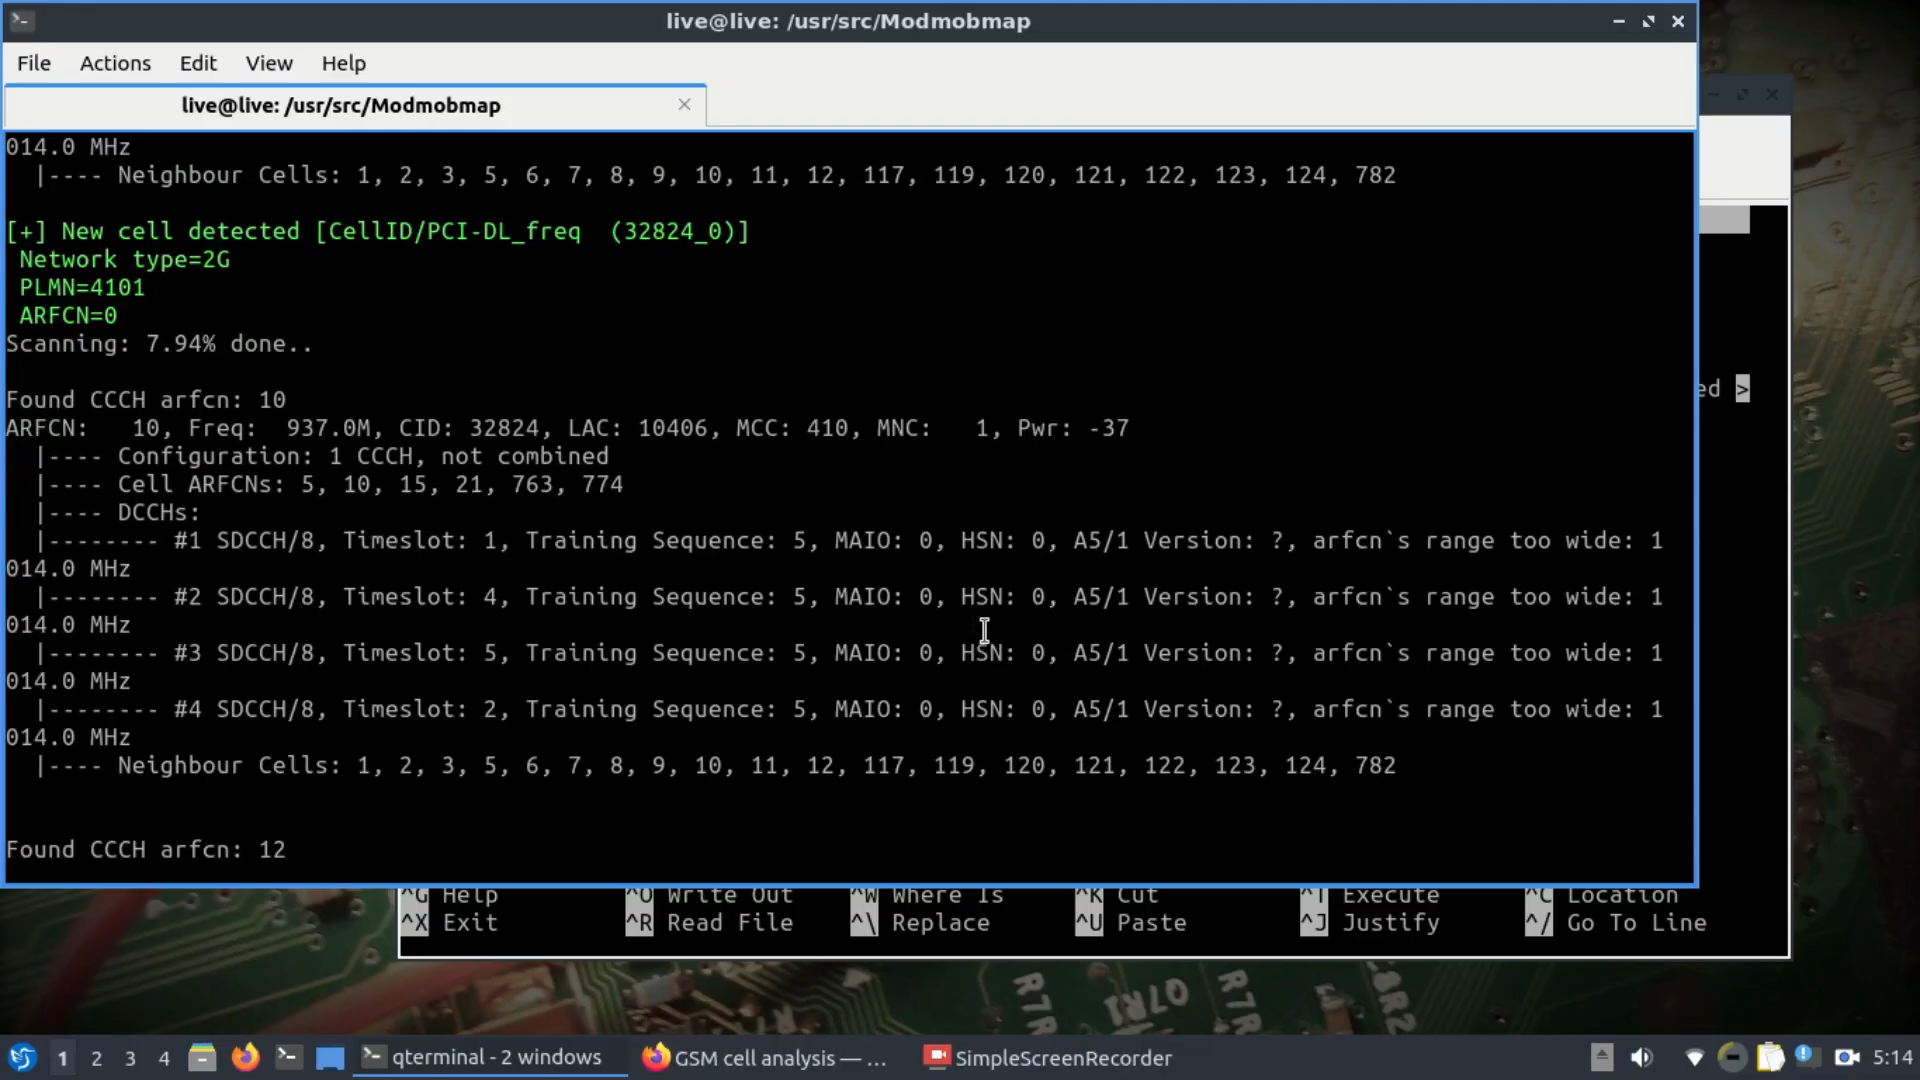 live@live: /usr/src/Modmobmap
File Actions Edit View Help
live@live: /usr/src/Modmobmap
014.0 MHz
|---- Neighbour Cells: 1, 2, 3, 5, 6, 7, 8, 9, 10, 11, 12, 117, 119, 120, 121, 122, 123, 124, 782
[+] New cell detected [CellID/PCI-DL_freq  (32824_0)]
Network type=2G
PLMN=4101
ARFCN=0
Scanning: 7.94% done..
ed >
Found CCCH arfcn: 10
ARFCN:   10, Freq:  937.0M, CID: 32824, LAC: 10406, MCC: 410, MNC:   1, Pwr: -37
|---- Configuration: 1 CCCH, not combined
|---- Cell ARFCNs: 5, 10, 15, 21, 763, 774
|---- DCCHs:
|-------- #1 SDCCH/8, Timeslot: 1, Training Sequence: 5, MAIO: 0, HSN: 0, A5/1 Version: ?, arfcn`s range too wide: 1
014.0 MHz
|-------- #2 SDCCH/8, Timeslot: 4, Training Sequence: 5, MAIO: 0, HSN: 0, A5/1 Version: ?, arfcn`s range too wide: 1
014.0 MHz
|-------- #3 SDCCH/8, Timeslot: 5, Training Sequence: 5, MAIO: 0, HSN: 0, A5/1 Version: ?, arfcn`s range too wide: 1
014.0 MHz
|-------- #4 SDCCH/8, Timeslot: 2, Training Sequence: 5, MAIO: 0, HSN: 0, A5/1 Version: ?, arfcn`s range too wide: 1
014.0 MHz
|---- Neighbour Cells: 1, 2, 3, 5, 6, 7, 8, 9, 10, 11, 12, 117, 119, 120, 121, 122, 123, 124, 782
Found CCCH arfcn: 12
^G Help ^O Write Out ^W Where Is ^K Cut ^T Execute ^C Location
^X Exit ^R Read File ^\ Replace ^U Paste ^J Justify ^/ Go To Line
1 2 3 4 qterminal - 2 windows GSM cell analysis — ... SimpleScreenRecorder 5:14